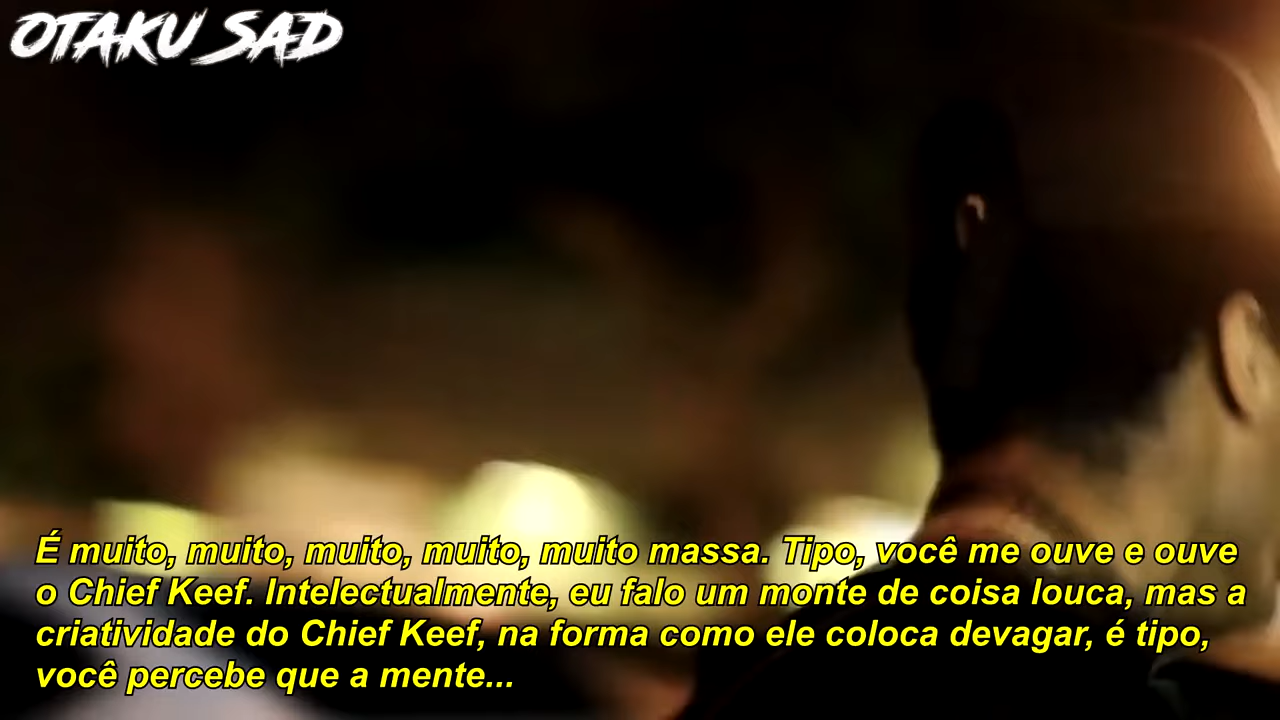 OTAKU SAD
É muito, muito, muito, muito, muito massa. Tipo, você me ouve e ouve
o Chief Keef. Intelectualmente, eu falo um monte de coisa louca, mas a
criatividade do Chief Keef, na forma como ele coloca devagar, é tipo,
você percebe que a mente...